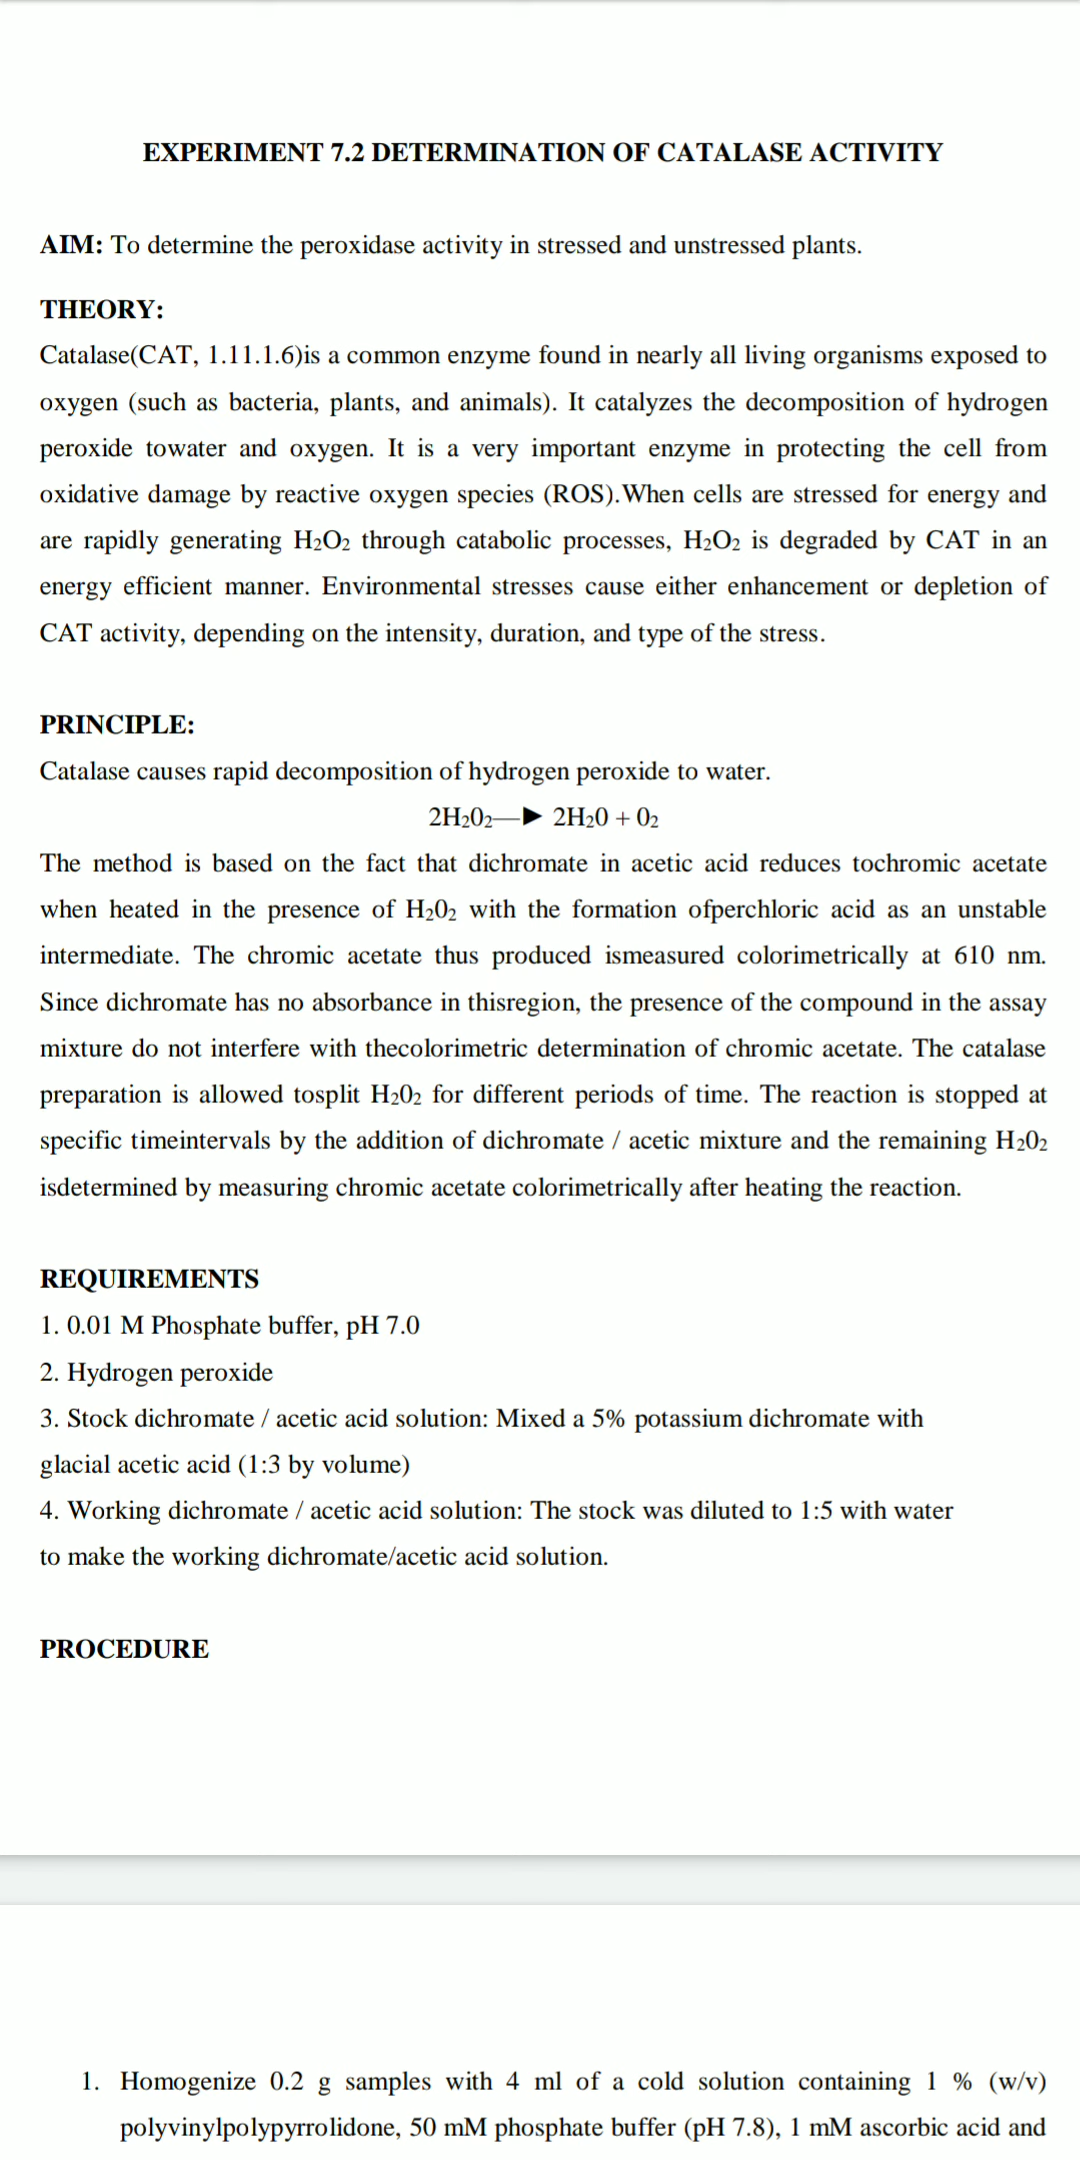 EXPERIMENT 7.2 DETERMINATION OF CATALASE ACTIVITY
AIM: To determine the peroxidase activity in stressed and unstressed plants.
THEORY:
Catalase(CAT, 1.11.1.6)is a common enzyme found in nearly all living organisms exposed to
oxygen (such as bacteria, plants, and animals). It catalyzes the decomposition of hydrogen
peroxide towater and oxygen. It is a very important enzyme in protecting the cell from
oxidative damage by reactive oxygen species (ROS).When cells are stressed for energy and
are rapidly generating H₂O₂ through catabolic processes, H₂O₂ is degraded by CAT in an
energy efficient manner. Environmental stresses cause either enhancement or depletion of
CAT activity, depending on the intensity, duration, and type of the stress.
PRINCIPLE:
Catalase causes rapid decomposition of hydrogen peroxide to water.
2H₂0₂—► 2H₂0 + 0₂
The method is based on the fact that dichromate in acetic acid reduces tochromic acetate
when heated in the presence of H₂0₂ with the formation ofperchloric acid as an unstable
intermediate. The chromic acetate thus produced ismeasured colorimetrically at 610 nm.
Since dichromate has no absorbance in thisregion, the presence of the compound in the assay
mixture do not interfere with thecolorimetric determination of chromic acetate. The catalase
preparation is allowed tosplit H₂0₂ for different periods of time. The reaction is stopped at
specific timeintervals by the addition of dichromate / acetic mixture and the remaining H₂0₂
isdetermined by measuring chromic acetate colorimetrically after heating the reaction.
REQUIREMENTS
1. 0.01 M Phosphate buffer, pH 7.0
2. Hydrogen peroxide
3. Stock dichromate / acetic acid solution: Mixed a 5% potassium dichromate with
glacial acetic acid (1:3 by volume)
4. Working dichromate / acetic acid solution: The stock was diluted to 1:5 with water
to make the working dichromate/acetic acid solution.
PROCEDURE
1. Homogenize 0.2 g samples with 4 ml of a cold solution containing 1 % (w/v)
polyvinylpolypyrrolidone, 50 mM phosphate buffer (pH 7.8), 1 mM ascorbic acid and